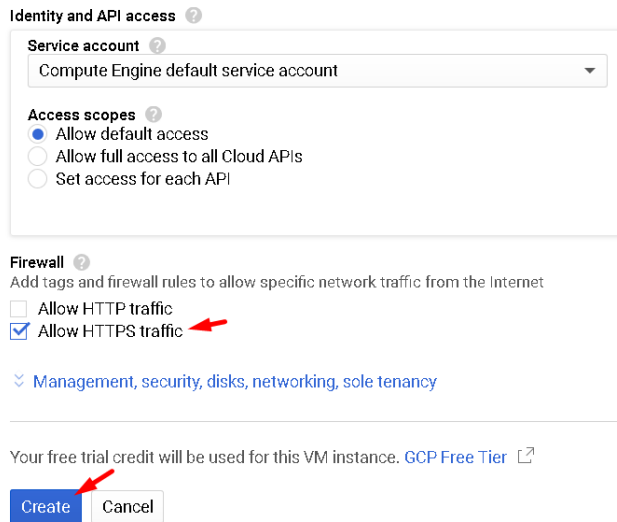 Identity and API access
Service account
Compute Engine default service account
Access scopes
Allow default access
Allow full access to all Cloud APIs
Set access for each API
Firewall
Add tags and firewall rules to allow specific network traffic from the Internet
Allow HTTP traffic
Allow HTTPS traffic
Management, security, disks, networking, sole tenancy
Your free trial credit will be used for this VM instance. GCP Free Tier
Create Cancel